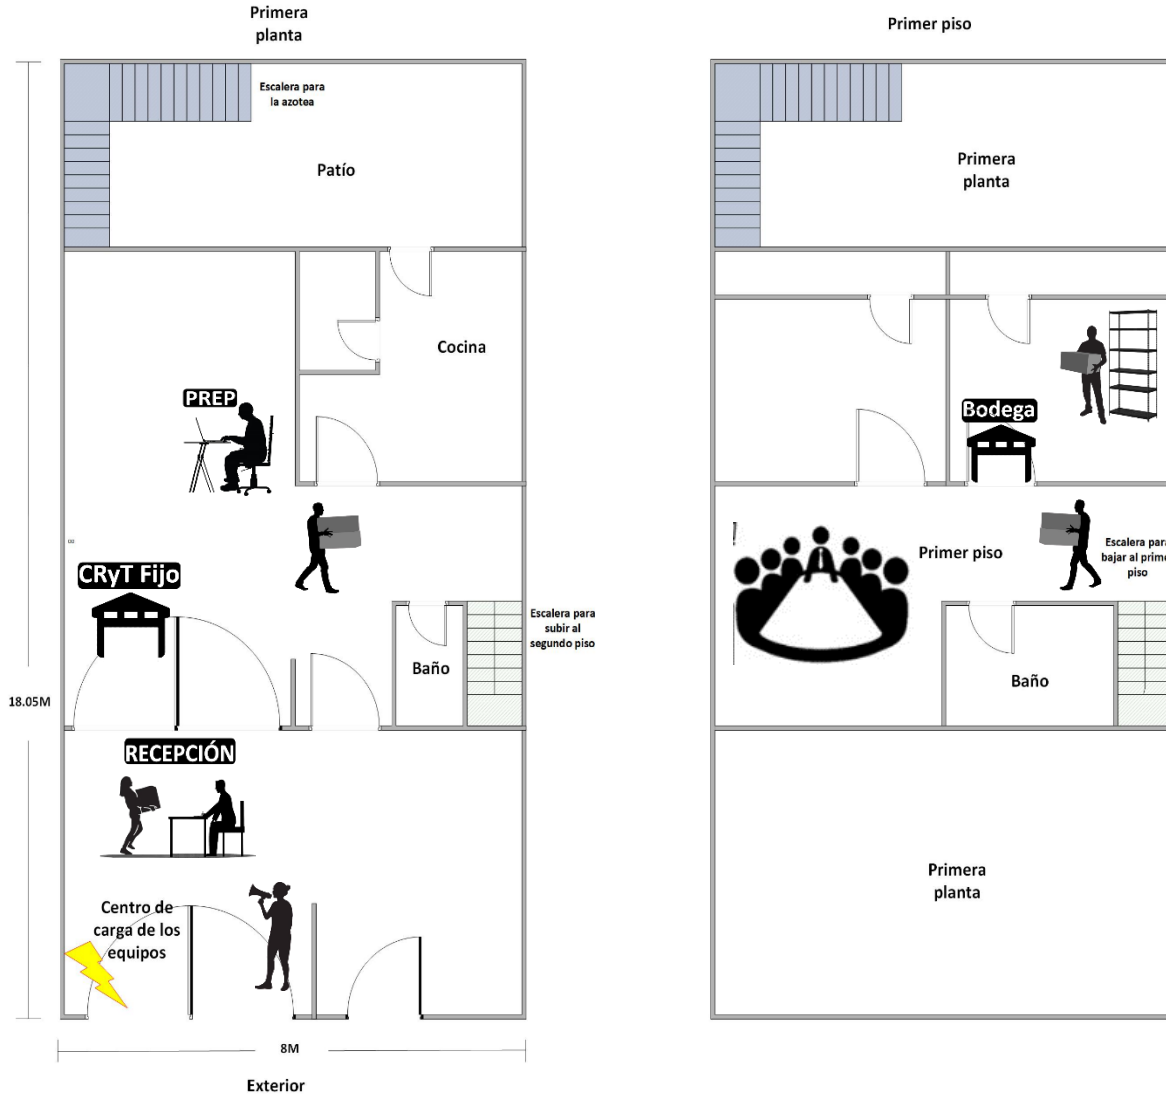 Primera
planta
Escalera para
la azotea
Patío
Cocina
PREP
CRyT Fijo
Escalera para
subir al
segundo piso
Baño
18.05M
RECEPCIÓN
Centro de
carga de los
equipos
8M
Exterior
Primer piso
Primera
planta
Bodega
Primer piso
Escalera para
bajar al primer
piso
Baño
Primera
planta